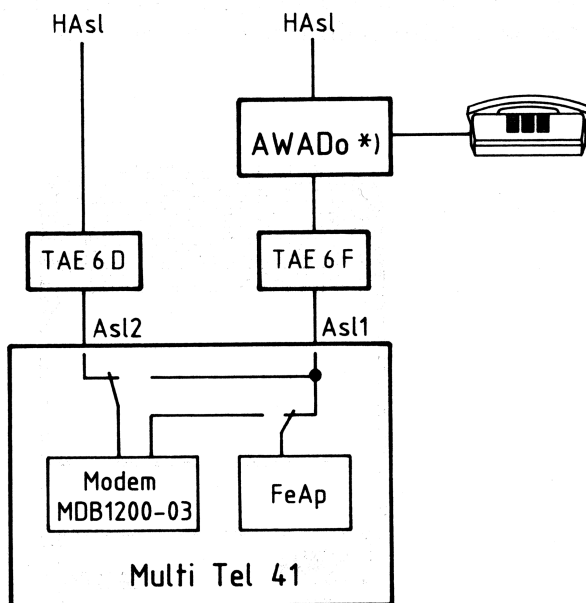 HAsl
HAsl
AWADo *)
TAE 6 D
TAE 6 F
Asl2
Asl1
Modem
MDB1200-03
FeAp
Multi Tel 41